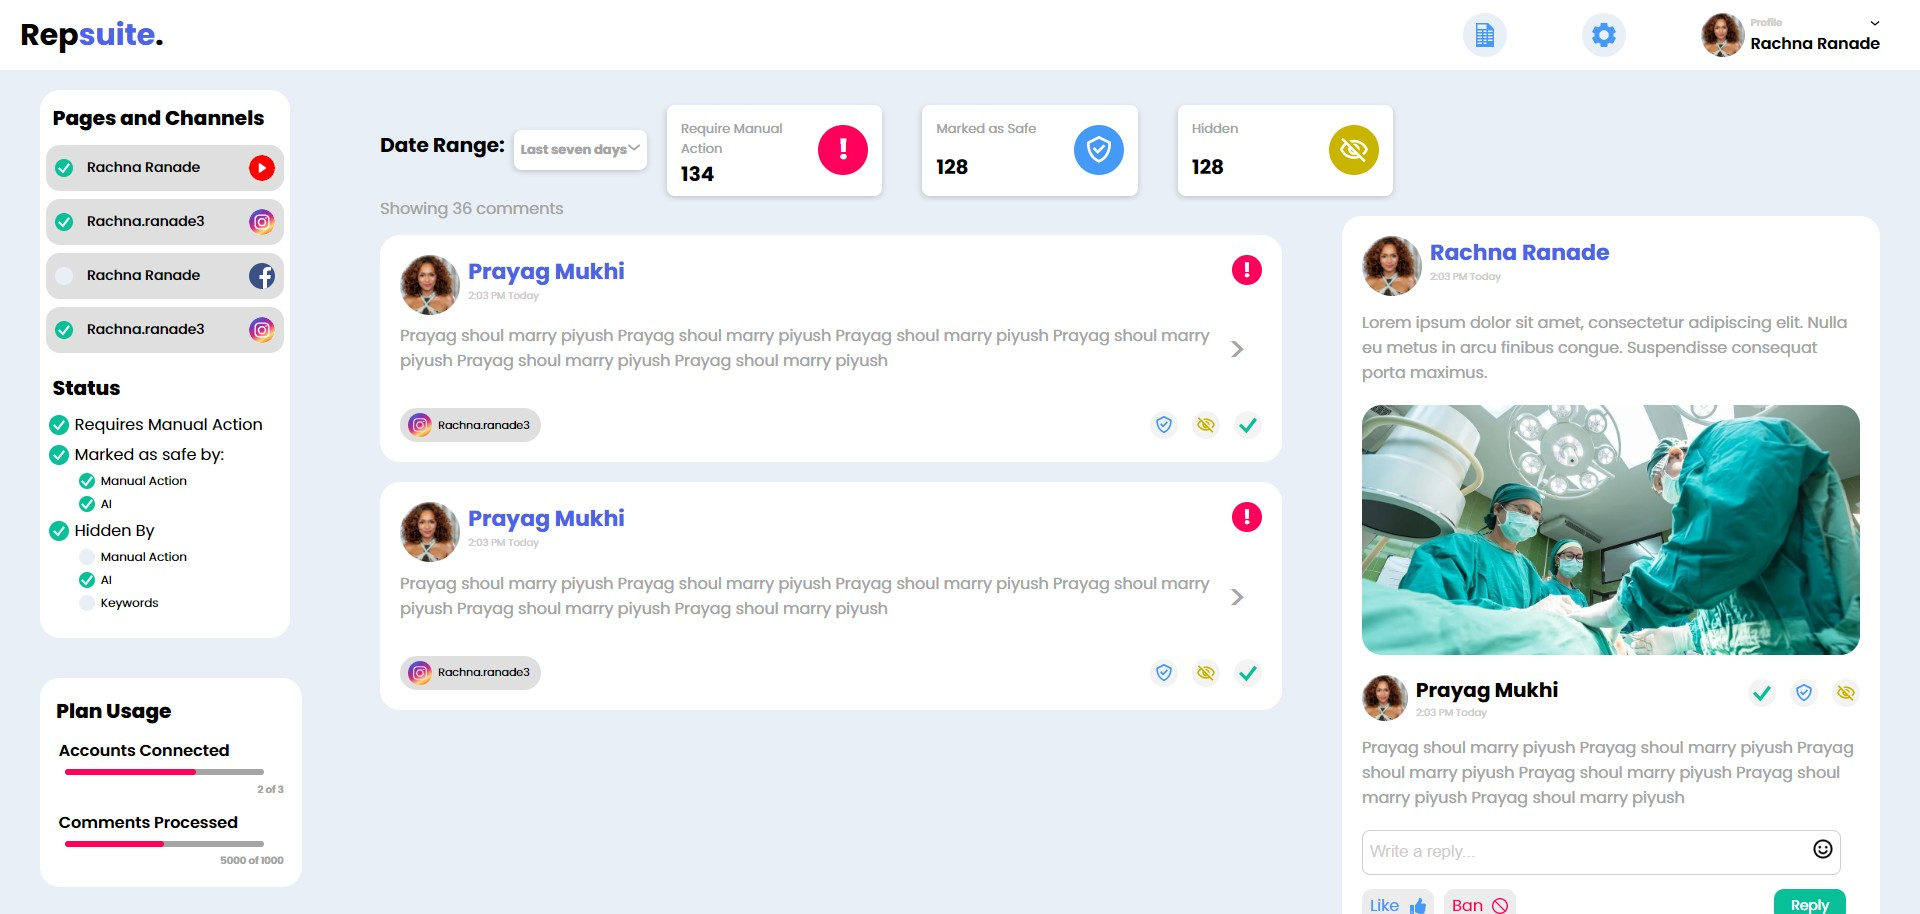 Repsuite.
Profile
Rachna Ranade
Pages and Channels
Rachna Ranade
Rachna.ranade3
Rachna Ranade
Rachna.ranade3
Status
Requires Manual Action
Marked as safe by:
Manual Action
AI
Hidden By
Manual Action
AI
Keywords
Plan Usage
Accounts Connected
2 of 3
Comments Processed
5000 of 1000
Date Range:
Last seven days
Require Manual
Action
134
Marked as Safe
128
Hidden
128
Showing 36 comments
Prayag Mukhi
2:03 PM Today
Prayag shoul marry piyush Prayag shoul marry piyush Prayag shoul marry piyush Prayag shoul marry
piyush Prayag shoul marry piyush Prayag shoul marry piyush
Rachna.ranade3
Prayag Mukhi
2:03 PM Today
Prayag shoul marry piyush Prayag shoul marry piyush Prayag shoul marry piyush Prayag shoul marry
piyush Prayag shoul marry piyush Prayag shoul marry piyush
Rachna.ranade3
Rachna Ranade
2:03 PM Today
Lorem ipsum dolor sit amet, consectetur adipiscing elit. Nulla
eu metus in arcu finibus congue. Suspendisse consequat
porta maximus.
Prayag Mukhi
2:03 PM Today
Prayag shoul marry piyush Prayag shoul marry piyush Prayag
shoul marry piyush Prayag shoul marry piyush Prayag shoul
marry piyush Prayag shoul marry piyush
Write a reply...
Like
Ban
Reply